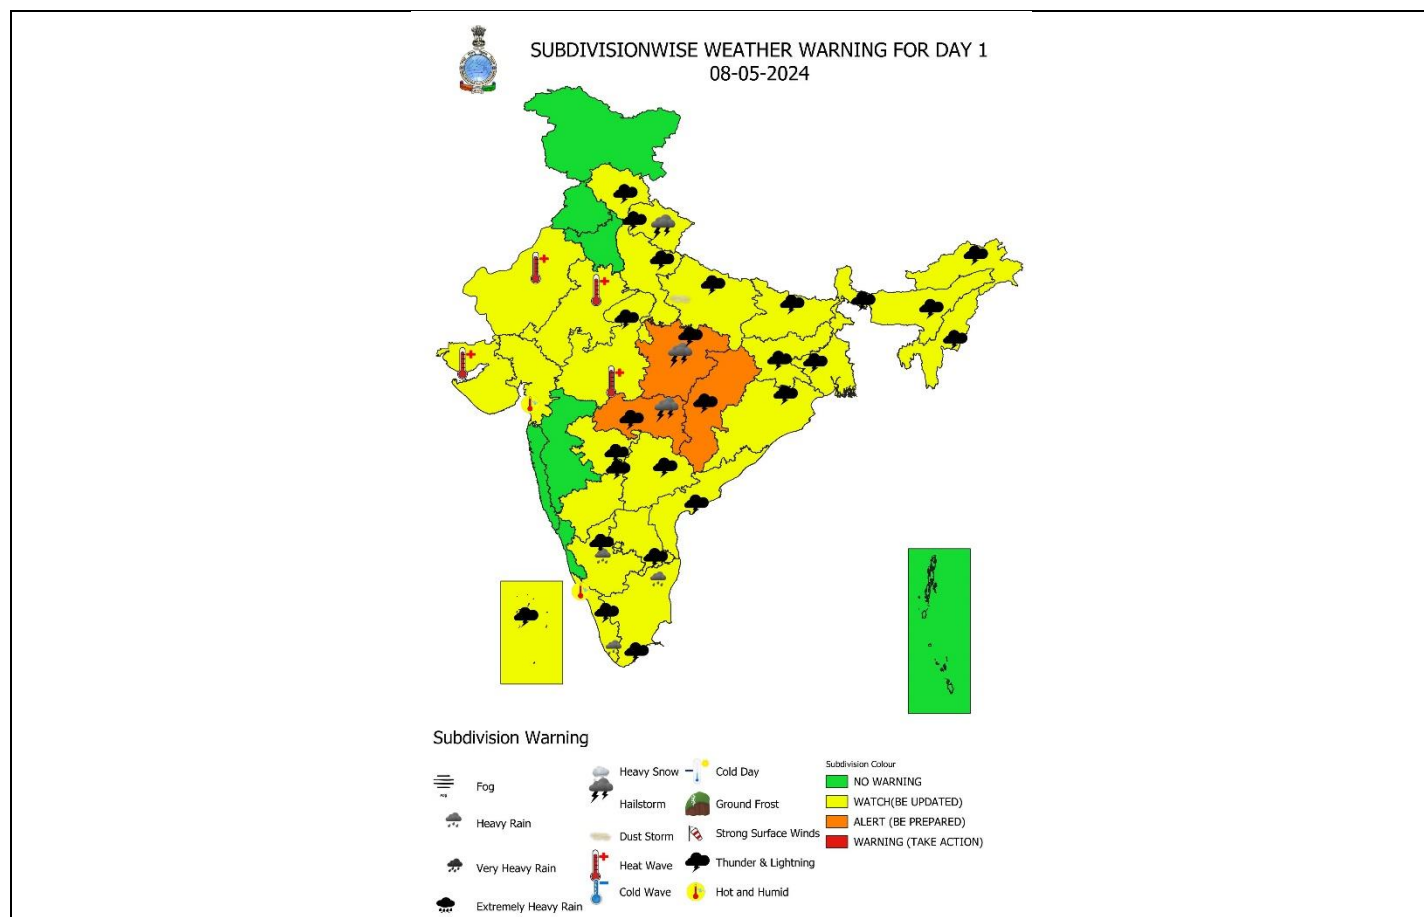 SUBDIVISIONWISE WEATHER WARNING FOR DAY 1
08-05-2024
Subdivision Warning
Fog
Heavy Rain
Very Heavy Rain
Extremely Heavy Rain
Heavy Snow
Hailstorm
Dust Storm
Heat Wave
Cold Wave
Cold Day
Ground Frost
Strong Surface Winds
Thunder & Lightning
Hot and Humid
Subdivision Colour
NO WARNING
WATCH(BE UPDATED)
ALERT (BE PREPARED)
WARNING (TAKE ACTION)